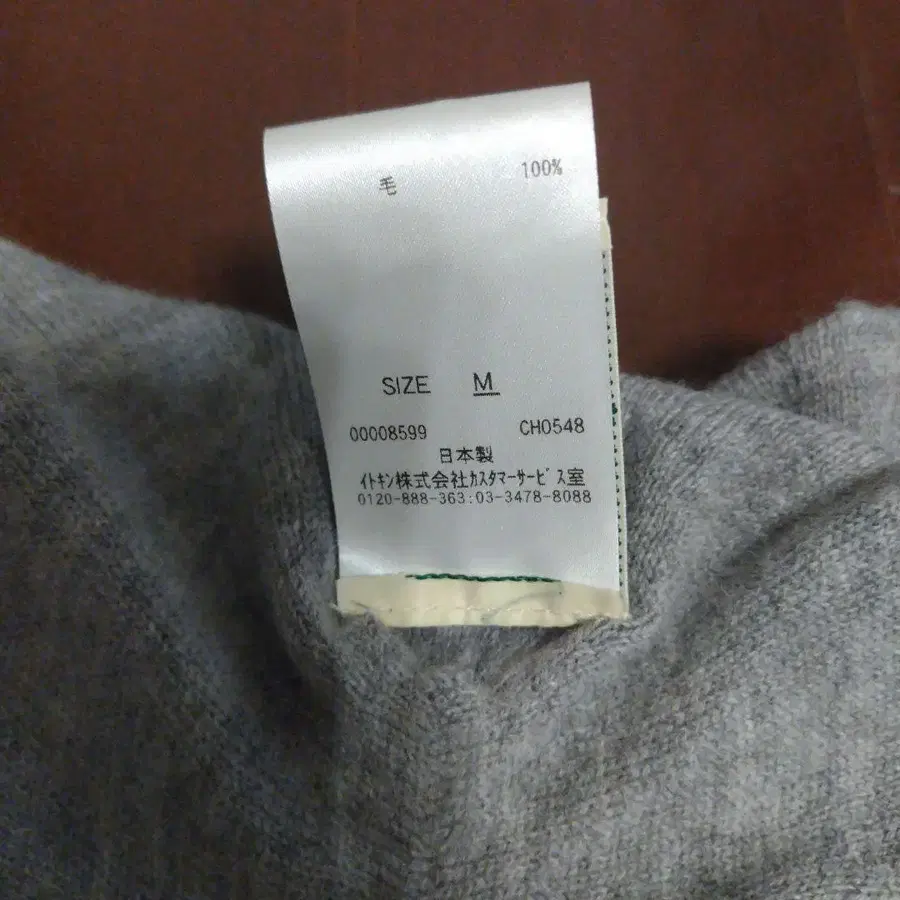 毛 100%
SIZE M
00008599 CH0548
日本製
ｲﾄｷﾝ株式会社ｶｽﾀﾏｰｻｰﾋﾞｽ室
0120-888-363:03-3478-8088